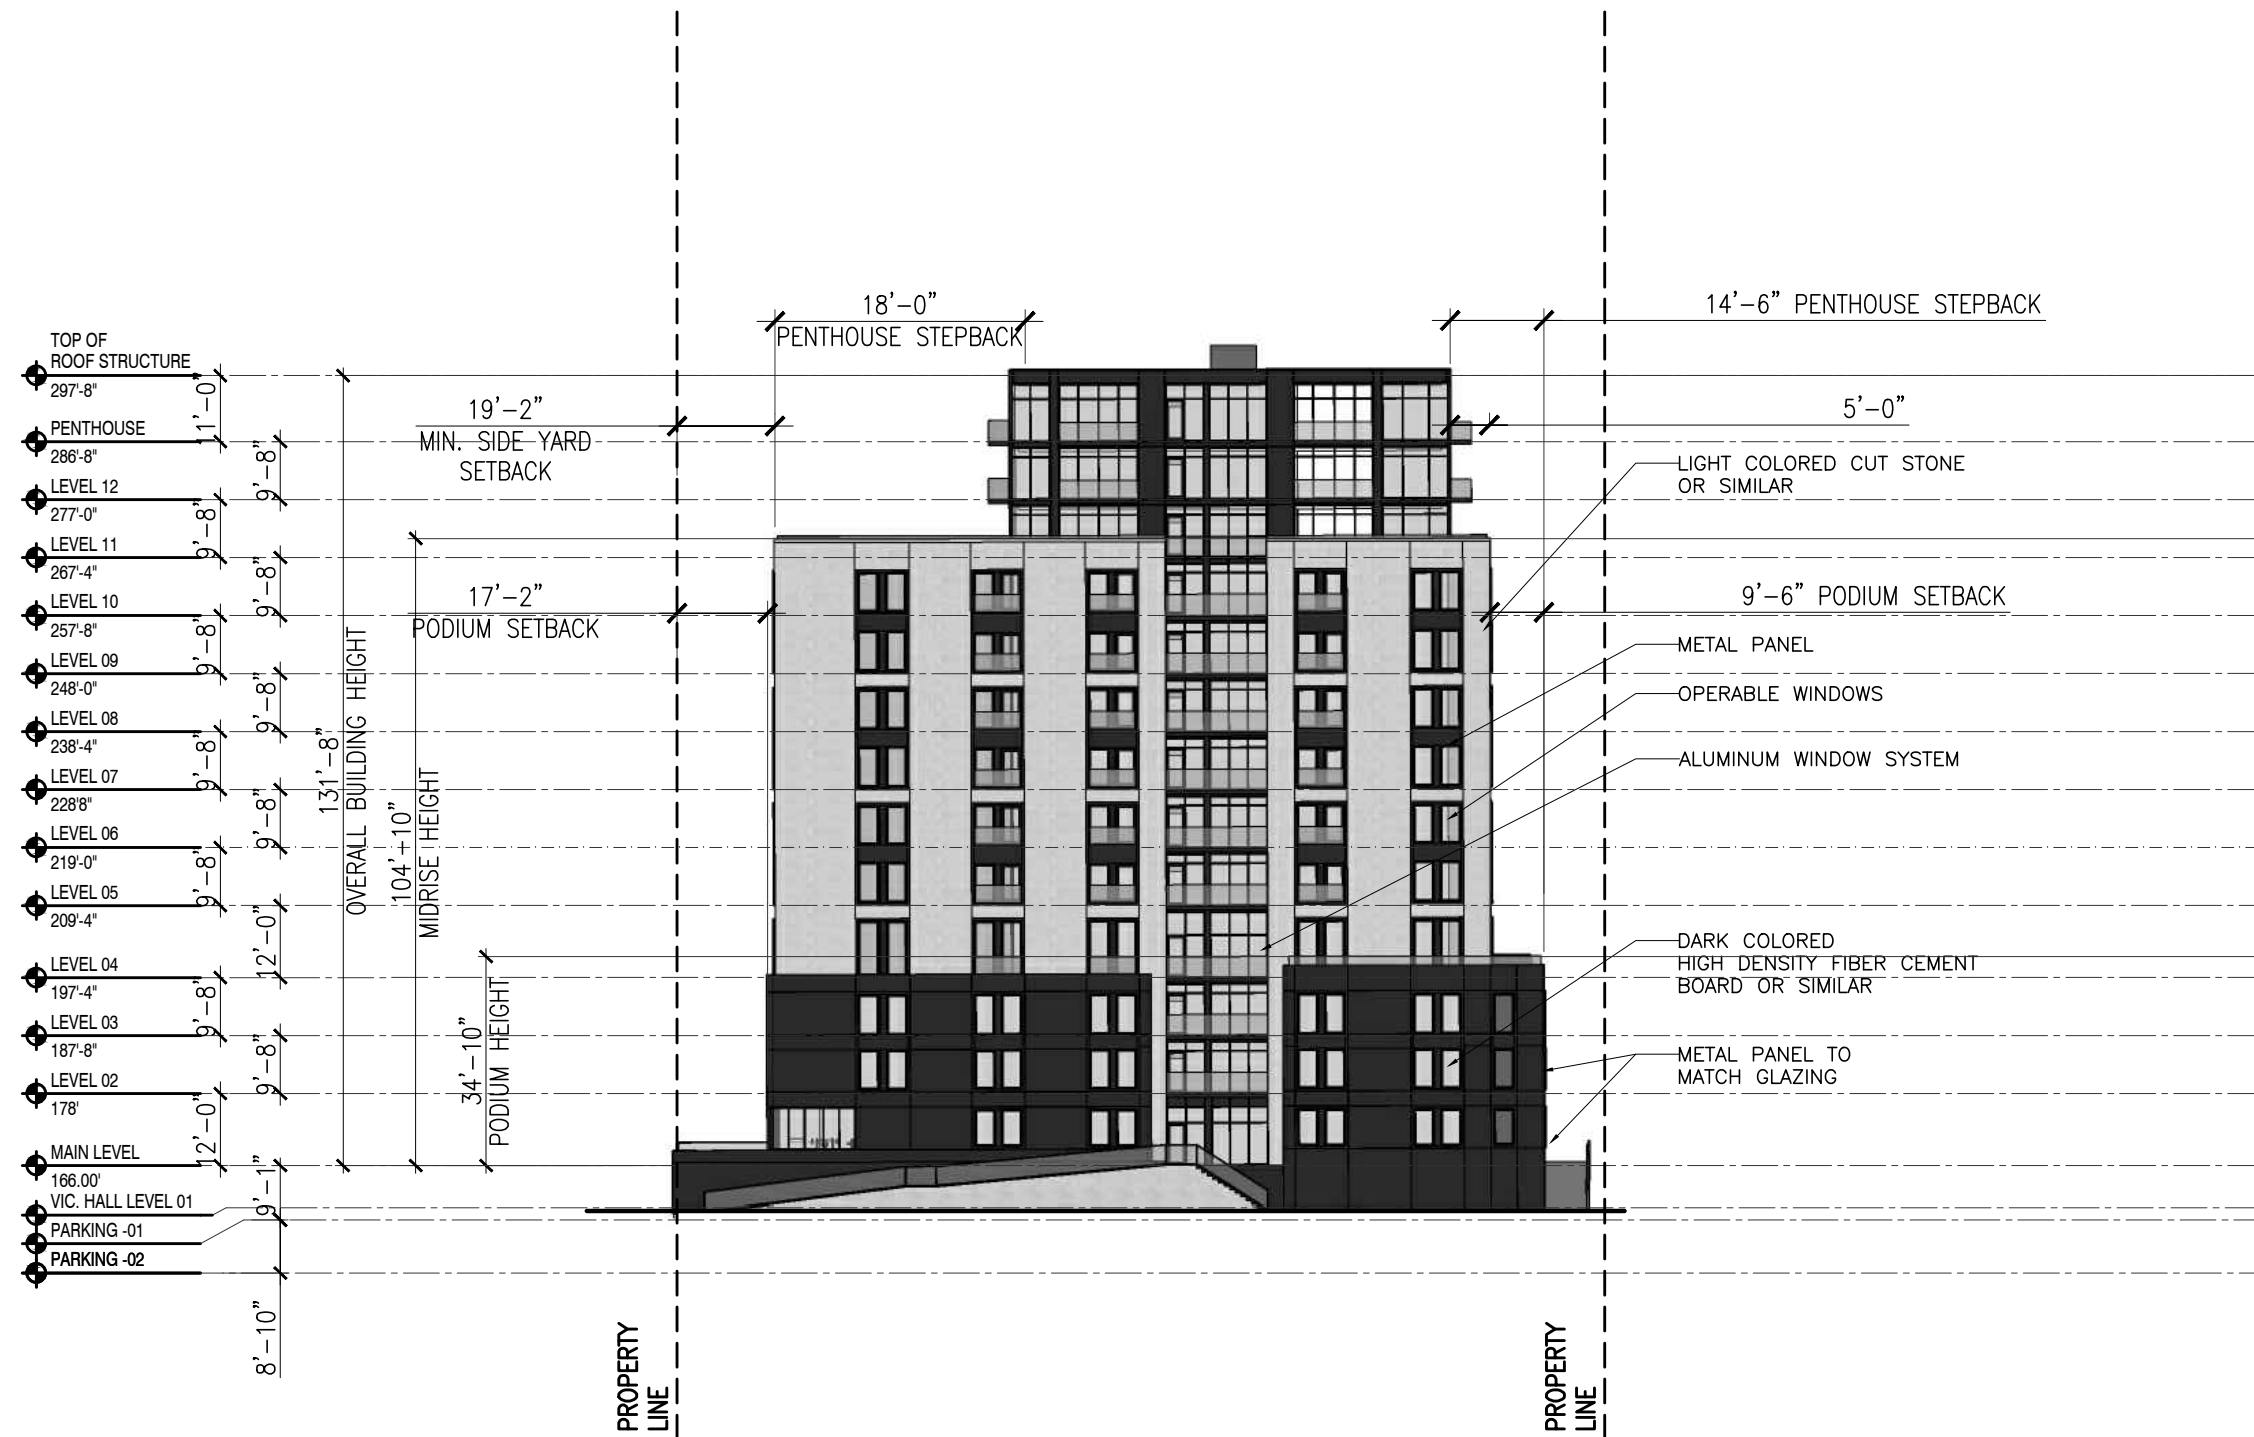 TOP OF
ROOF STRUCTURE
297'-8"
PENTHOUSE
286'-8"
LEVEL 12
277'-0"
LEVEL 11
267'-4"
LEVEL 10
257'-8"
LEVEL 09
248'-0"
LEVEL 08
238'-4"
LEVEL 07
228'8"
LEVEL 06
219'-0"
LEVEL 05
209'-4"
LEVEL 04
197'-4"
LEVEL 03
187'-8"
LEVEL 02
178'
MAIN LEVEL
166.00'
VIC. HALL LEVEL 01
PARKING -01
PARKING -02
11'-0"
9'-8"
9'-8"
9'-8"
9'-8"
9'-8"
9'-8"
9'-8"
9'-8"
9'-8"
12'-0"
9'-8"
9'-8"
12'-0"
9'-1"
8'-10"
131'-8"
OVERALL BUILDING HEIGHT
104'-10"
MIDRISE HEIGHT
34'-10"
PODIUM HEIGHT
18'-0"
PENTHOUSE STEPBACK
19'-2"
MIN. SIDE YARD
SETBACK
17'-2"
PODIUM SETBACK
14'-6" PENTHOUSE STEPBACK
5'-0"
LIGHT COLORED CUT STONE
OR SIMILAR
9'-6" PODIUM SETBACK
METAL PANEL
OPERABLE WINDOWS
ALUMINUM WINDOW SYSTEM
DARK COLORED
HIGH DENSITY FIBER CEMENT
BOARD OR SIMILAR
METAL PANEL TO
MATCH GLAZING
PROPERTY
LINE
PROPERTY
LINE